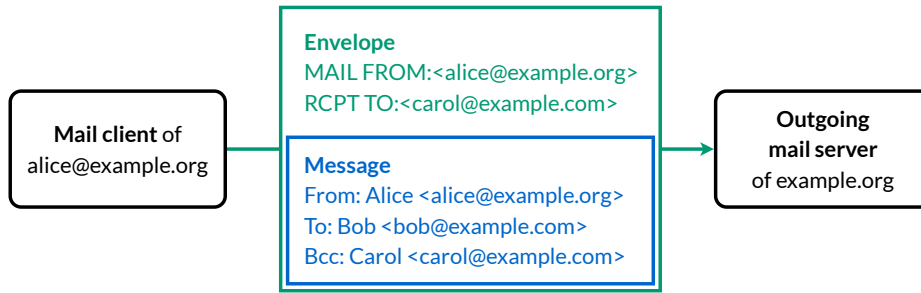 Mail client of
alice@example.org
Envelope
MAIL FROM:<alice@example.org>
RCPT TO:<carol@example.com>
Message
From: Alice <alice@example.org>
To: Bob <bob@example.com>
Bcc: Carol <carol@example.com>
Outgoing
mail server
of example.org